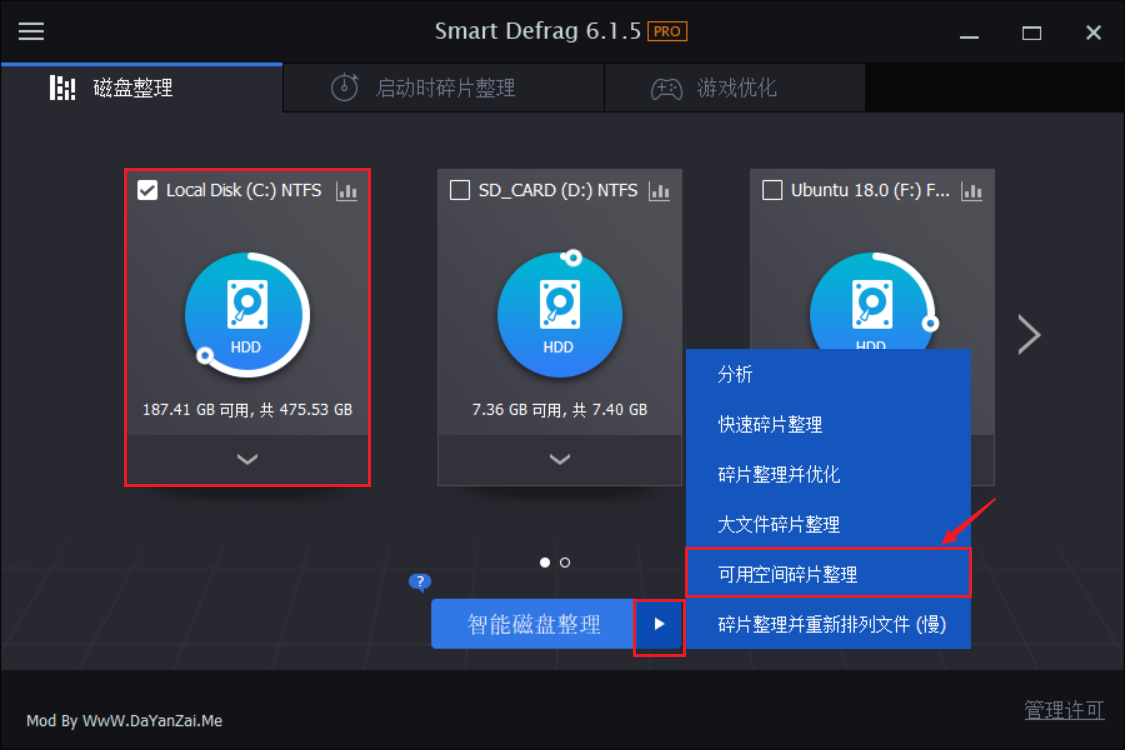 Smart Defrag 6.1.5 PRO
磁盘整理
启动时碎片整理
游戏优化
Local Disk (C:) NTFS
SD_CARD (D:) NTFS
Ubuntu 18.0 (F:) F...
HDD
HDD
HDD
187.41 GB 可用, 共 475.53 GB
7.36 GB 可用, 共 7.40 GB
分析
快速碎片整理
碎片整理并优化
大文件碎片整理
可用空间碎片整理
碎片整理并重新排列文件 (慢)
?
智能磁盘整理
Mod By WwW.DaYanZai.Me
管理许可